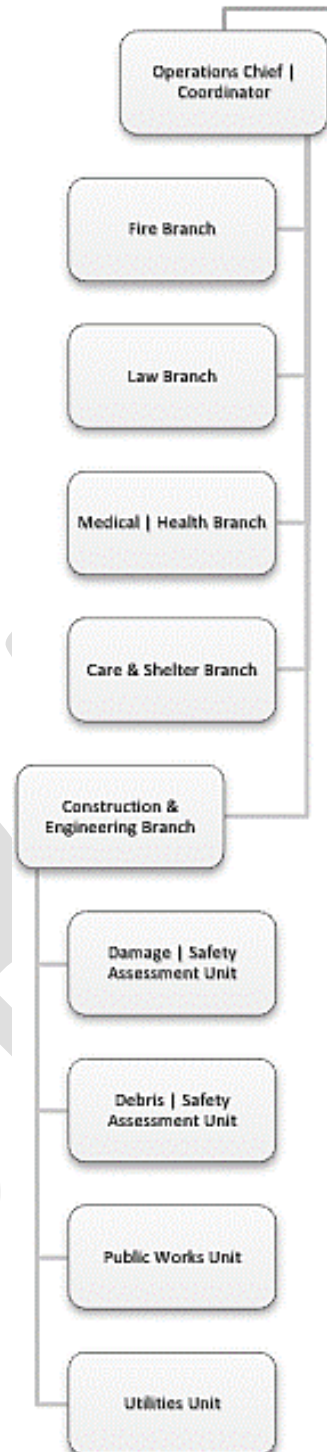 Operations Chief |
Coordinator
Fire Branch
Law Branch
Medical | Health Branch
Care & Shelter Branch
Construction &
Engineering Branch
Damage | Safety
Assessment Unit
Debris | Safety
Assessment Unit
Public Works Unit
Utilities Unit